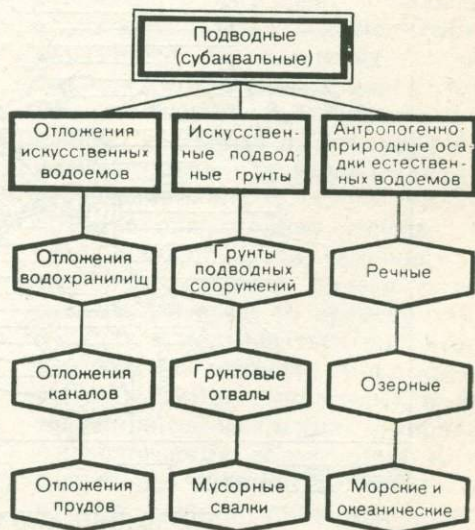 Подводные
(субаквальные)
Отложения
искусственных
водоемов
Искусствен-
ные подвод-
ные грунты
Антропогенно-
природные оса-
дки естествен-
ных водоемов
Отложения
водохранилищ
Грунты
подводных
сооружений
Речные
Отложения
каналов
Грунтовые
отвалы
Озерные
Отложения
прудов
Мусорные
свалки
Морские и
океанические